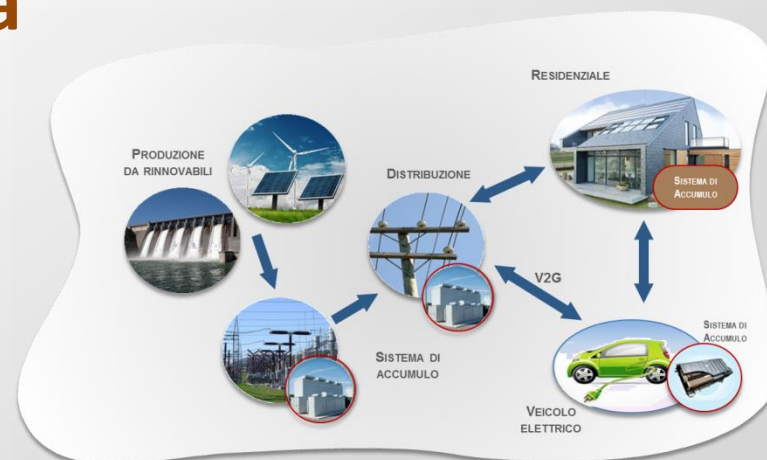 a
RESIDENZIALE
PRODUZIONE
DA RINNOVABILI
DISTRIBUZIONE
SISTEMA DI
ACCUMULO
V2G
SISTEMA DI
ACCUMULO
SISTEMA DI
ACCUMULO
VEICOLO
ELETTRICO